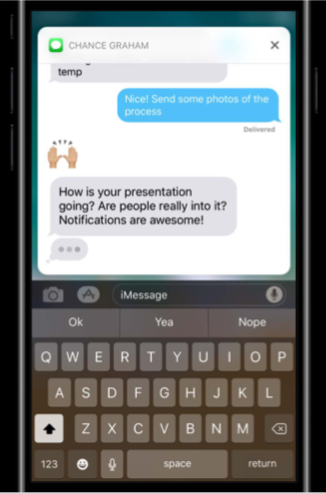 CHANCE GRAHAM
temp
Nice! Send some photos of the
process
Delivered
How is your presentation
going? Are people really into it?
Notifications are awesome!
iMessage
Ok Yea Nope
Q W E R T Y U I O P
A S D F G H J K L
Z X C V B N M
123 space return